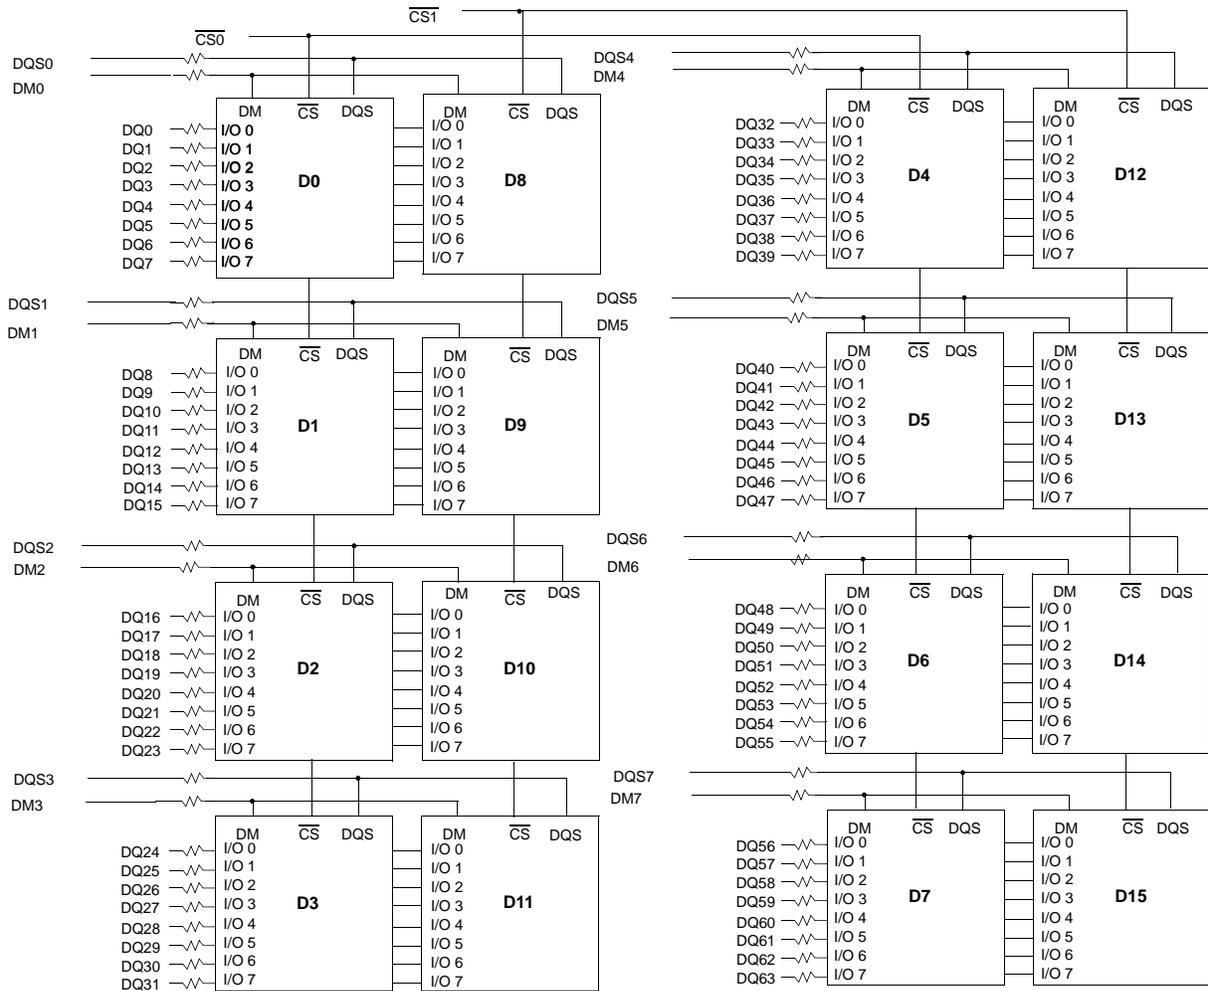 CS1
CS0
DQS0
DM0
DM CS DQS
DM CS DQS
DQ0 I/O 0 I/O 0
DQ1 I/O 1 I/O 1
DQ2 I/O 2 I/O 2
DQ3 I/O 3 I/O 3
D0 D8
DQ4 I/O 4 I/O 4
DQ5 I/O 5 I/O 5
DQ6 I/O 6 I/O 6
DQ7 I/O 7 I/O 7
DQS1
DM1
DM CS DQS
DM CS DQS
DQ8 I/O 0 I/O 0
DQ9 I/O 1 I/O 1
DQ10 I/O 2 I/O 2
DQ11 I/O 3 I/O 3
D1 D9
DQ12 I/O 4 I/O 4
DQ13 I/O 5 I/O 5
DQ14 I/O 6 I/O 6
DQ15 I/O 7 I/O 7
DQS2
DM2
DM CS DQS
DM CS DQS
DQ16 I/O 0 I/O 0
DQ17 I/O 1 I/O 1
DQ18 I/O 2 I/O 2
DQ19 I/O 3 I/O 3
D2 D10
DQ20 I/O 4 I/O 4
DQ21 I/O 5 I/O 5
DQ22 I/O 6 I/O 6
DQ23 I/O 7 I/O 7
DQS3
DM3
DM CS DQS
DM CS DQS
DQ24 I/O 0 I/O 0
DQ25 I/O 1 I/O 1
DQ26 I/O 2 I/O 2
DQ27 I/O 3 I/O 3
D3 D11
DQ28 I/O 4 I/O 4
DQ29 I/O 5 I/O 5
DQ30 I/O 6 I/O 6
DQ31 I/O 7 I/O 7
DQS4
DM4
DM CS DQS
DM CS DQS
DQ32 I/O 0 I/O 0
DQ33 I/O 1 I/O 1
DQ34 I/O 2 I/O 2
DQ35 I/O 3 I/O 3
D4 D12
DQ36 I/O 4 I/O 4
DQ37 I/O 5 I/O 5
DQ38 I/O 6 I/O 6
DQ39 I/O 7 I/O 7
DQS5
DM5
DM CS DQS
DM CS DQS
DQ40 I/O 0 I/O 0
DQ41 I/O 1 I/O 1
DQ42 I/O 2 I/O 2
DQ43 I/O 3 I/O 3
D5 D13
DQ44 I/O 4 I/O 4
DQ45 I/O 5 I/O 5
DQ46 I/O 6 I/O 6
DQ47 I/O 7 I/O 7
DQS6
DM6
DM CS DQS
DM CS DQS
DQ48 I/O 0 I/O 0
DQ49 I/O 1 I/O 1
DQ50 I/O 2 I/O 2
DQ51 I/O 3 I/O 3
D6 D14
DQ52 I/O 4 I/O 4
DQ53 I/O 5 I/O 5
DQ54 I/O 6 I/O 6
DQ55 I/O 7 I/O 7
DQS7
DM7
DM CS DQS
DM CS DQS
DQ56 I/O 0 I/O 0
DQ57 I/O 1 I/O 1
DQ58 I/O 2 I/O 2
DQ59 I/O 3 I/O 3
D7 D15
DQ60 I/O 4 I/O 4
DQ61 I/O 5 I/O 5
DQ62 I/O 6 I/O 6
DQ63 I/O 7 I/O 7